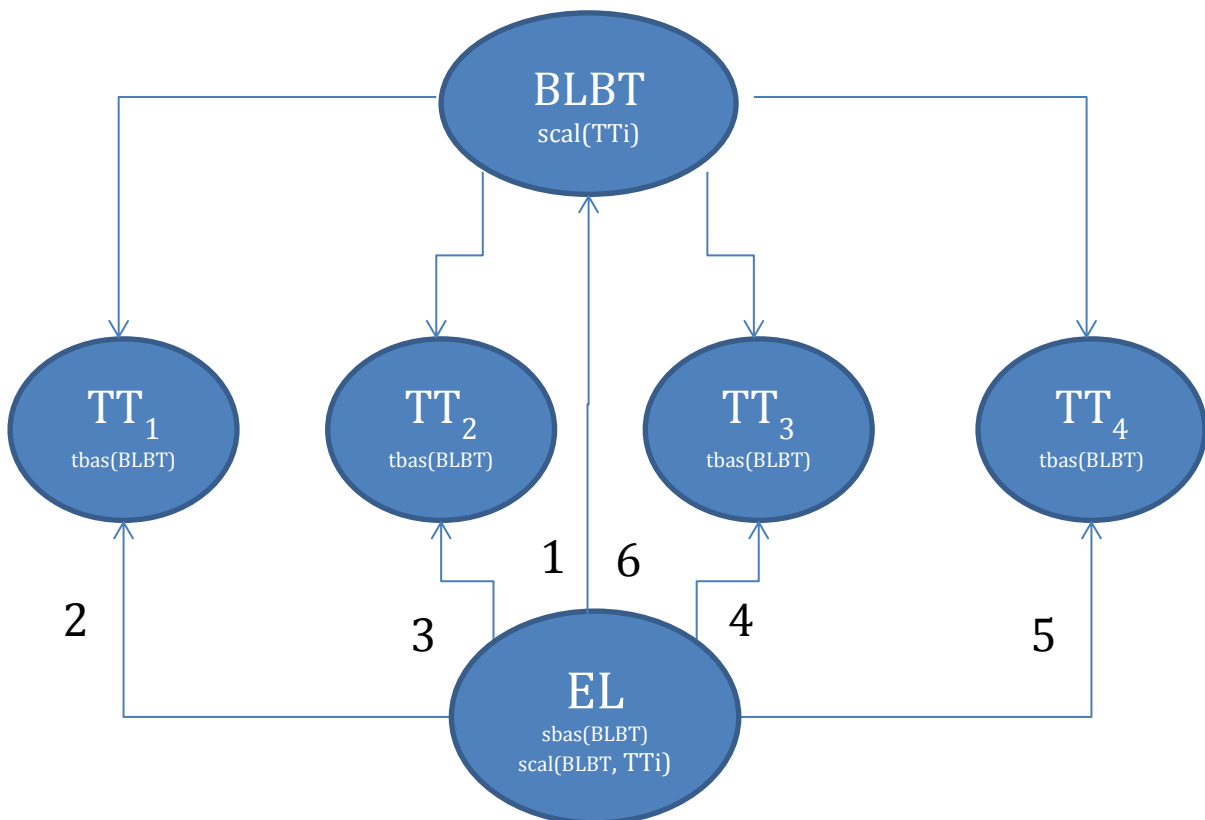 BLBT
scal(TTi)
TT₁
tbas(BLBT)
TT₂
tbas(BLBT)
TT₃
tbas(BLBT)
TT₄
tbas(BLBT)
1 6
2
3
4
5
EL
sbas(BLBT)
scal(BLBT, TTi)